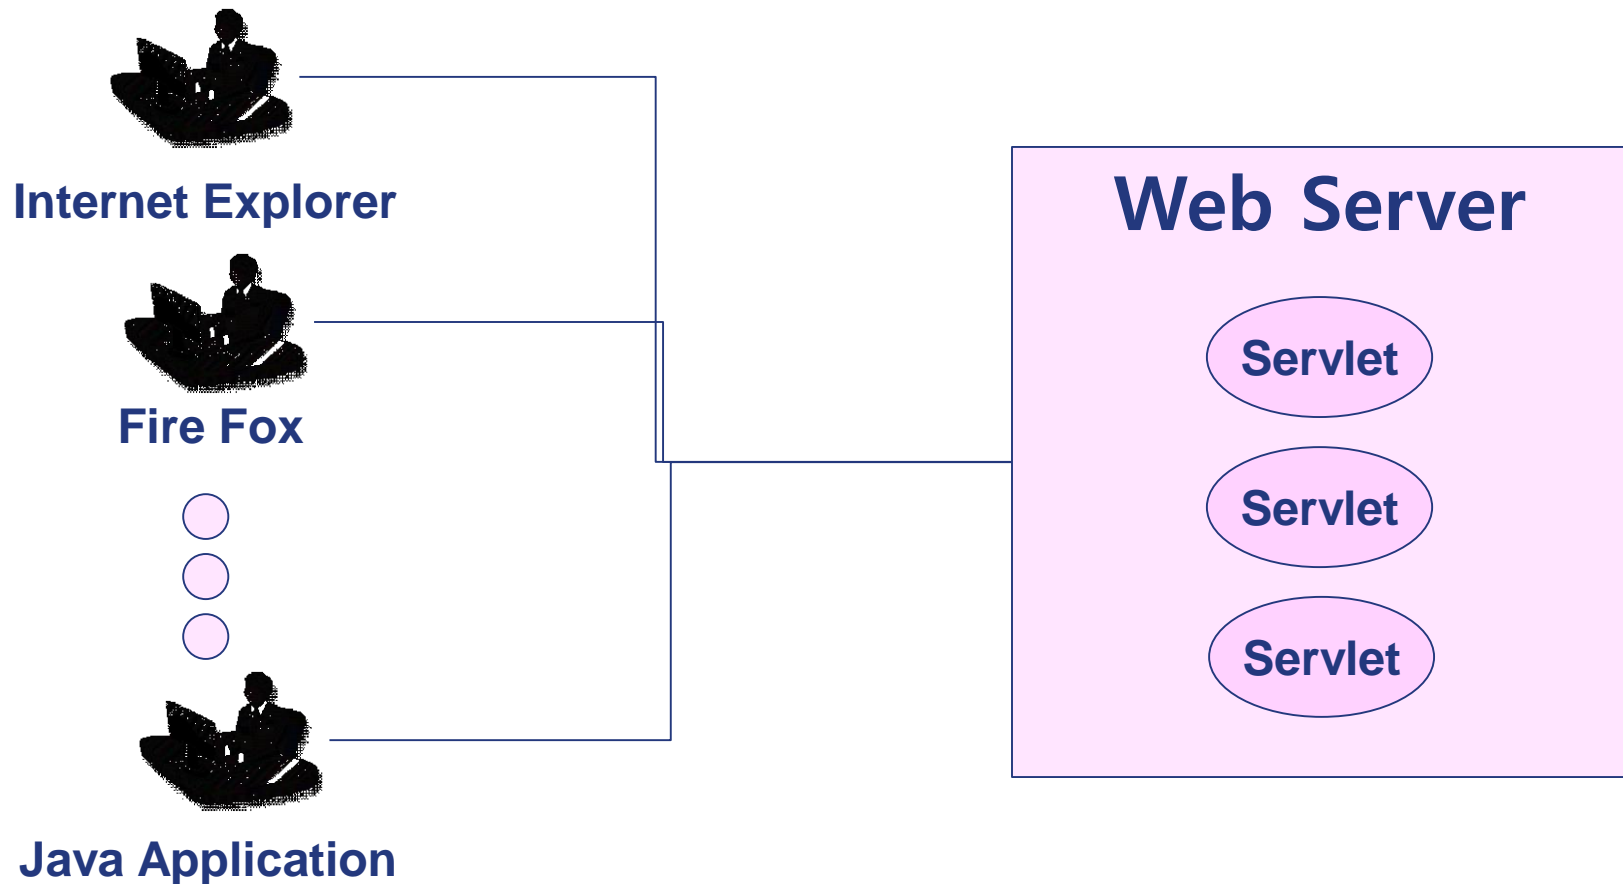 Internet Explorer
Fire Fox
Java Application
Web Server
Servlet
Servlet
Servlet